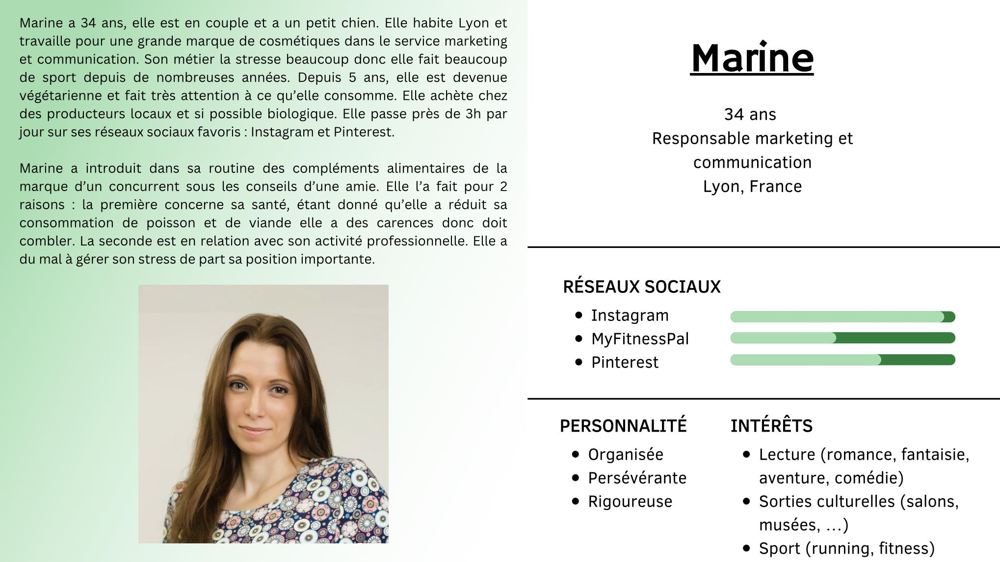 Marine a 34 ans, elle est en couple et a un petit chien. Elle habite Lyon et
travaille pour une grande marque de cosmétiques dans le service marketing
et communication. Son métier la stresse beaucoup donc elle fait beaucoup
de sport depuis de nombreuses années. Depuis 5 ans, elle est devenue
végétarienne et fait très attention à ce qu’elle consomme. Elle achète chez
des producteurs locaux et si possible biologique. Elle passe près de 3h par
jour sur ses réseaux sociaux favoris : Instagram et Pinterest.
Marine a introduit dans sa routine des compléments alimentaires de la
marque d’un concurrent sous les conseils d’une amie. Elle l’a fait pour 2
raisons : la première concerne sa santé, étant donné qu’elle a réduit sa
consommation de poisson et de viande elle a des carences donc doit
combler. La seconde est en relation avec son activité professionnelle. Elle a
du mal à gérer son stress de part sa position importante.
Marine
34 ans
Responsable marketing et
communication
Lyon, France
RÉSEAUX SOCIAUX
• Instagram
• MyFitnessPal
• Pinterest
PERSONNALITÉ
• Organisée
• Persévérante
• Rigoureuse
INTÉRÊTS
• Lecture (romance, fantaisie,
aventure, comédie)
• Sorties culturelles (salons,
musées, ...)
• Sport (running, fitness)